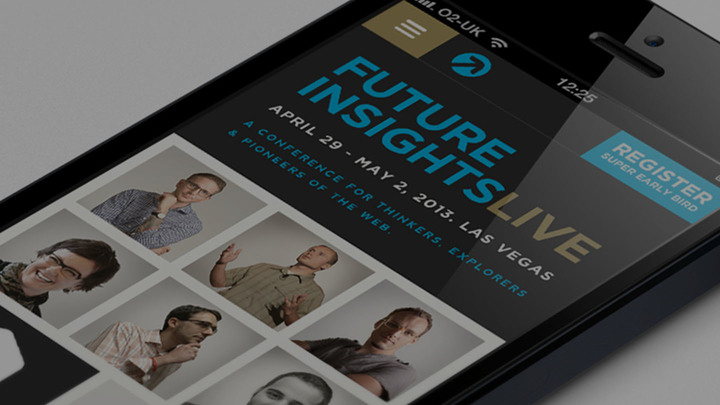 O2-UK
12:25
FUTURE
INSIGHTSLIVE
APRIL 29 - MAY 2, 2013, LAS VEGAS
A CONFERENCE FOR THINKERS, EXPLORERS
& PIONEERS OF THE WEB.
REGISTER
SUPER EARLY BIRD